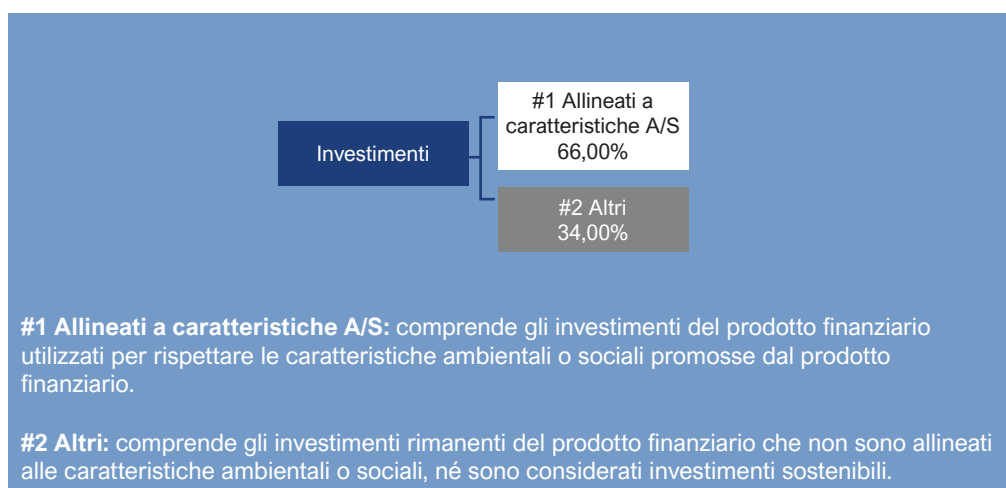 #1 Allineati a
caratteristiche A/S
66,00%
Investimenti
#2 Altri
34,00%
#1 Allineati a caratteristiche A/S: comprende gli investimenti del prodotto finanziario
utilizzati per rispettare le caratteristiche ambientali o sociali promosse dal prodotto
finanziario.
#2 Altri: comprende gli investimenti rimanenti del prodotto finanziario che non sono allineati
alle caratteristiche ambientali o sociali, né sono considerati investimenti sostenibili.